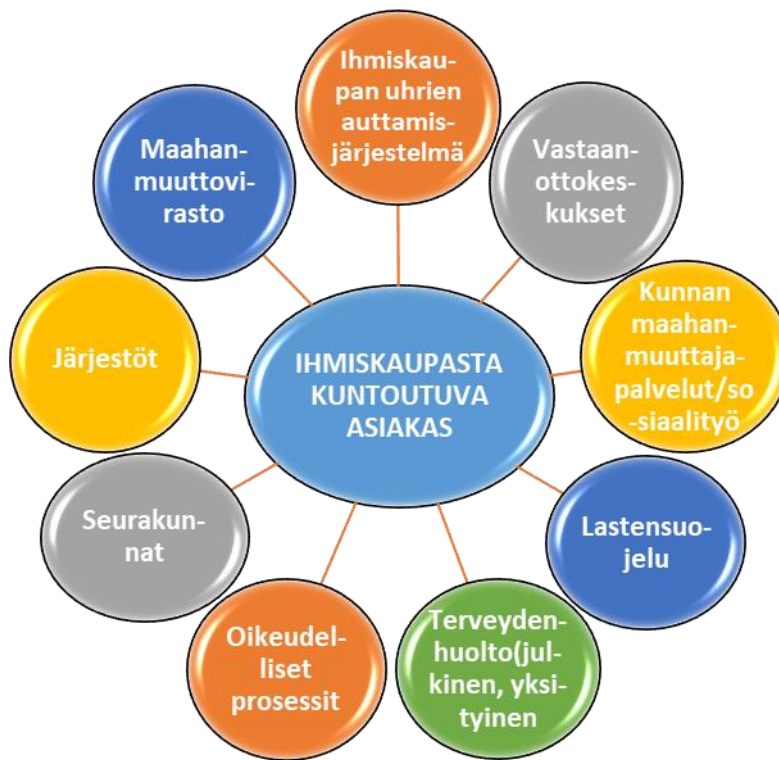 Ihmiskau-
pan uhrien
auttamis-
järjestelmä
Vastaan-
ottokes-
kukset
Kunnan
maahan-
muuttaja-
palvelut/so
-siaalityö
Lastensuo-
jelu
Terveyden-
huolto(jul-
kinen, yksi-
tyinen
Oikeudel-
liset
prosessit
Seurakun-
nat
Järjestöt
Maahan-
muuttovi-
rasto
IHMISKAUPASTA
KUNTOUTUVA
ASIAKAS